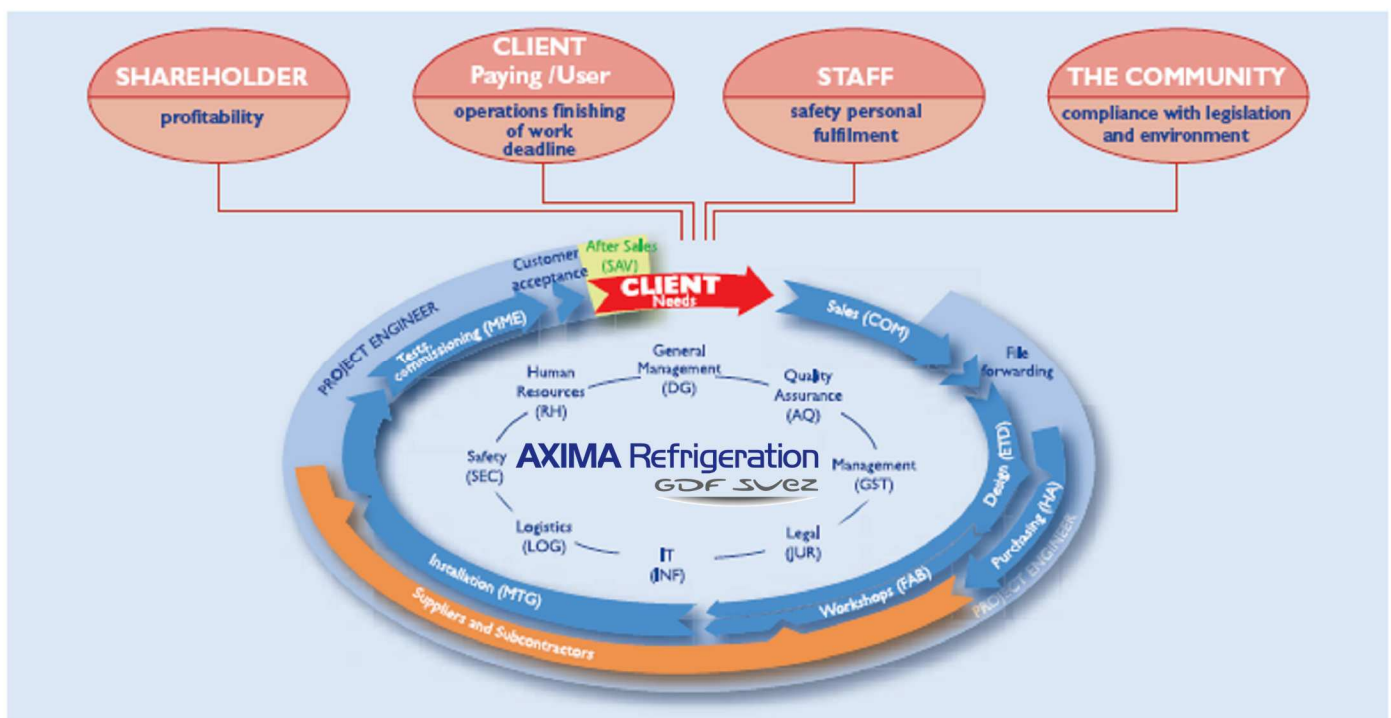 SHAREHOLDER
profitability
CLIENT
Paying /User
operations finishing
of work
deadline
STAFF
safety personal
fulfilment
THE COMMUNITY
compliance with legislation
and environment
After Sales
(SAV)
Customer
acceptance
CLIENT
Needs
Sales (COM)
File
forwarding
Design (ETD)
Purchasing (HA)
PROJECT ENGINEER
Workshops (FAB)
Suppliers and Subcontractors
Installation (MTG)
Tests,
commissioning (MME)
PROJECT ENGINEER
General
Management
(DG)
Quality
Assurance
(AQ)
Management
(GST)
Legal
(JUR)
IT
(INF)
Logistics
(LOG)
Safety
(SEC)
Human
Resources
(RH)
AXIMA Refrigeration
GDF SUEZ